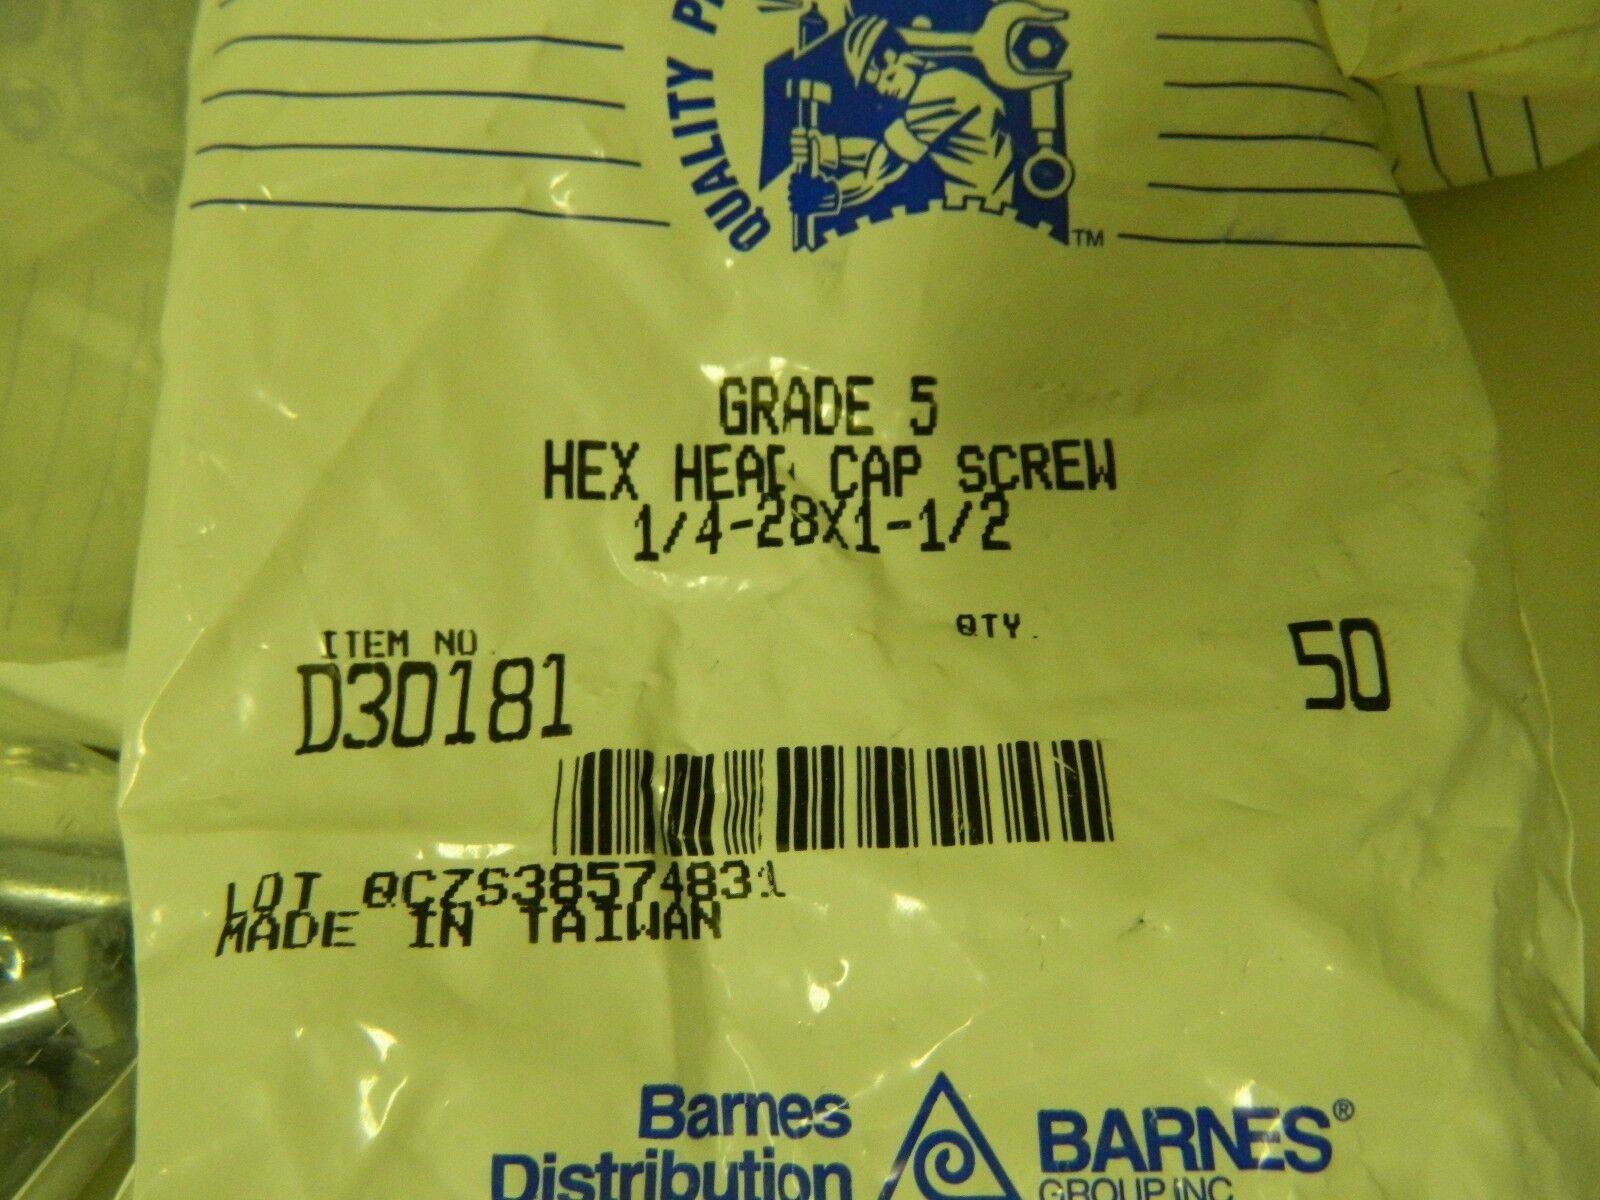 QUALITY
TM
GRADE 5
HEX HEAD CAP SCREW
1/4-28X1-1/2
ITEM NO.
QTY.
D30181
50
LOT QCZS38574831
MADE IN TAIWAN
Barnes
Distribution
BARNES®
GROUP INC